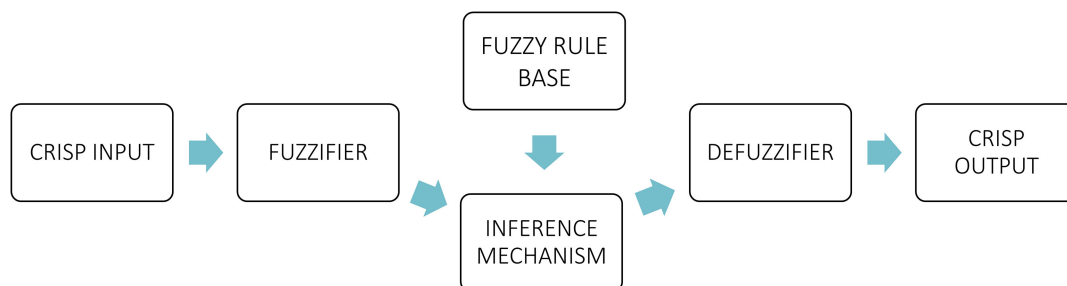 FUZZY RULE
BASE
CRISP INPUT
FUZZIFIER
DEFUZZIFIER
CRISP
OUTPUT
INFERENCE
MECHANISM